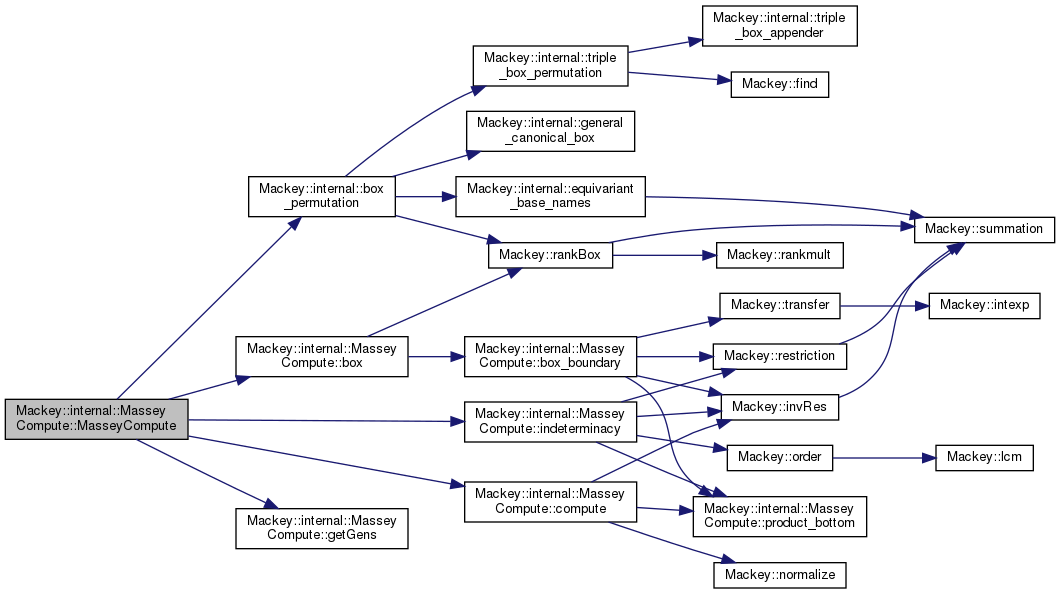 Mackey::internal::triple
_box_appender
Mackey::internal::triple
_box_permutation
Mackey::find
Mackey::internal::general
_canonical_box
Mackey::internal::box
_permutation
Mackey::internal::equivariant
_base_names
Mackey::summation
Mackey::rankBox
Mackey::rankmult
Mackey::transfer
Mackey::intexp
Mackey::internal::Massey
Compute::box
Mackey::internal::Massey
Compute::box_boundary
Mackey::restriction
Mackey::internal::Massey
Compute::MasseyCompute
Mackey::internal::Massey
Compute::indeterminacy
Mackey::invRes
Mackey::order
Mackey::lcm
Mackey::internal::Massey
Compute::compute
Mackey::internal::Massey
Compute::product_bottom
Mackey::internal::Massey
Compute::getGens
Mackey::normalize